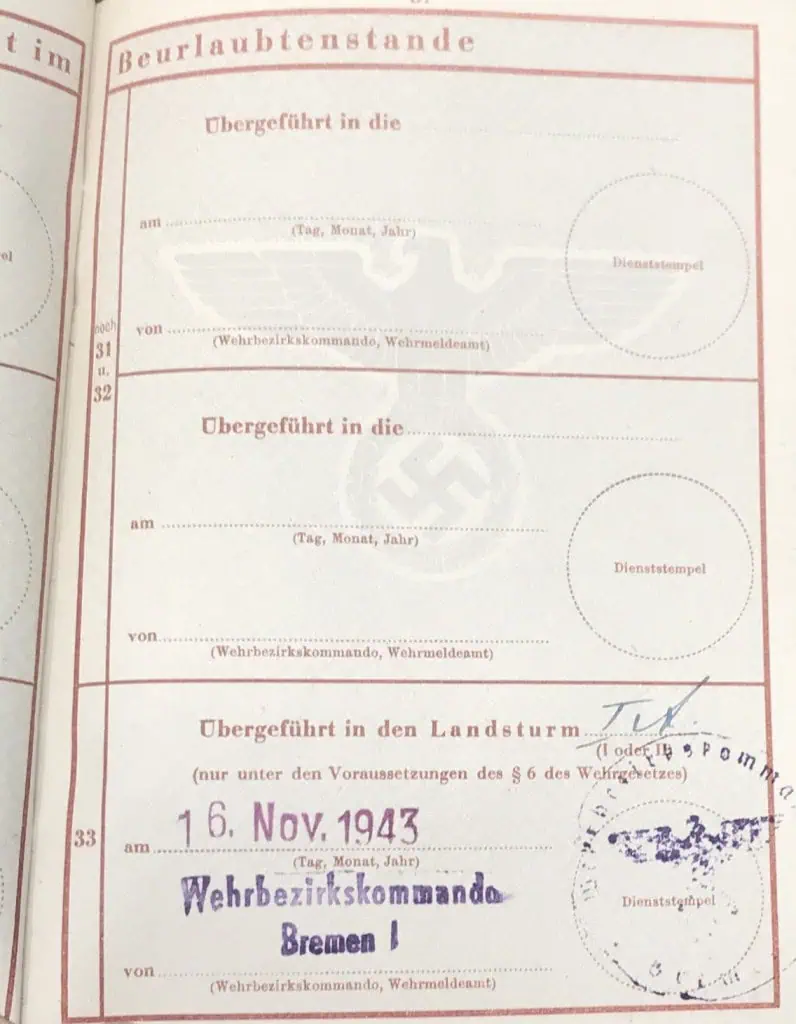 t im
Beurlaubtenstande
Übergeführt in die
am
(Tag, Monat, Jahr)
Dienststempel
von
(Wehrbezirkskommando, Wehrmeldeamt)
noch
31
u.
32
Übergeführt in die
am
(Tag, Monat, Jahr)
Dienststempel
von
(Wehrbezirkskommando, Wehrmeldeamt)
Übergeführt in den Landsturm
(I oder II)
(nur unter den Voraussetzungen des § 6 des Wehrgesetzes)
33
am 16. Nov. 1943
(Tag, Monat, Jahr)
Wehrbezirkskommando
Bremen I
Dienststempel
von
(Wehrbezirkskommando, Wehrmeldeamt)